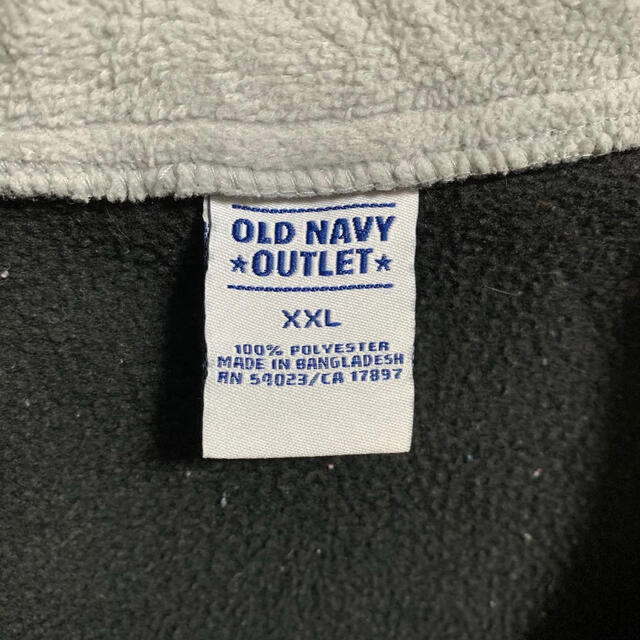 OLD NAVY
★OUTLET★
XXL
100% POLYESTER
MADE IN BANGLADESH
RN 54023/CA 17897